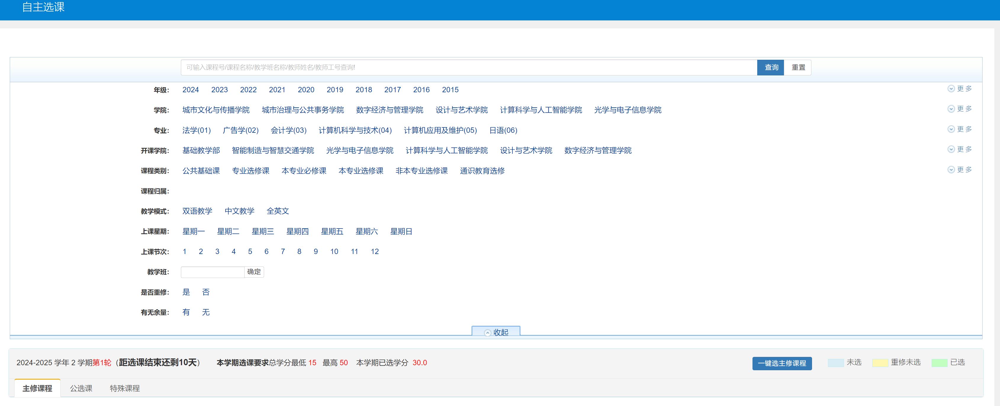 自主选课
可输入课程号/课程名称/教学班名称/教师姓名/教师工号查询! 查询 重置
年级： 2024 2023 2022 2021 2020 2019 2018 2017 2016 2015 更多
学院： 城市文化与传播学院 城市治理与公共事务学院 数字经济与管理学院 设计与艺术学院 计算科学与人工智能学院 光学与电子信息学院 更多
专业： 法学(01) 广告学(02) 会计学(03) 计算机科学与技术(04) 计算机应用及维护(05) 日语(06) 更多
开课学院： 基础教学部 智能制造与智慧交通学院 光学与电子信息学院 计算科学与人工智能学院 设计与艺术学院 数字经济与管理学院 更多
课程类别： 公共基础课 专业选修课 本专业必修课 本专业选修课 非本专业选修课 通识教育选修 更多
课程归属：
教学模式： 双语教学 中文教学 全英文
上课星期： 星期一 星期二 星期三 星期四 星期五 星期六 星期日
上课节次： 1 2 3 4 5 6 7 8 9 10 11 12
教学班： 确定
是否重修： 是 否
有无余量： 有 无
收起
2024-2025 学年 2 学期第1轮（距选课结束还剩10天） 本学期选课要求总学分最低 15 最高 50 本学期已选学分 30.0 一键选主修课程 未选 重修未选 已选
主修课程 公选课 特殊课程